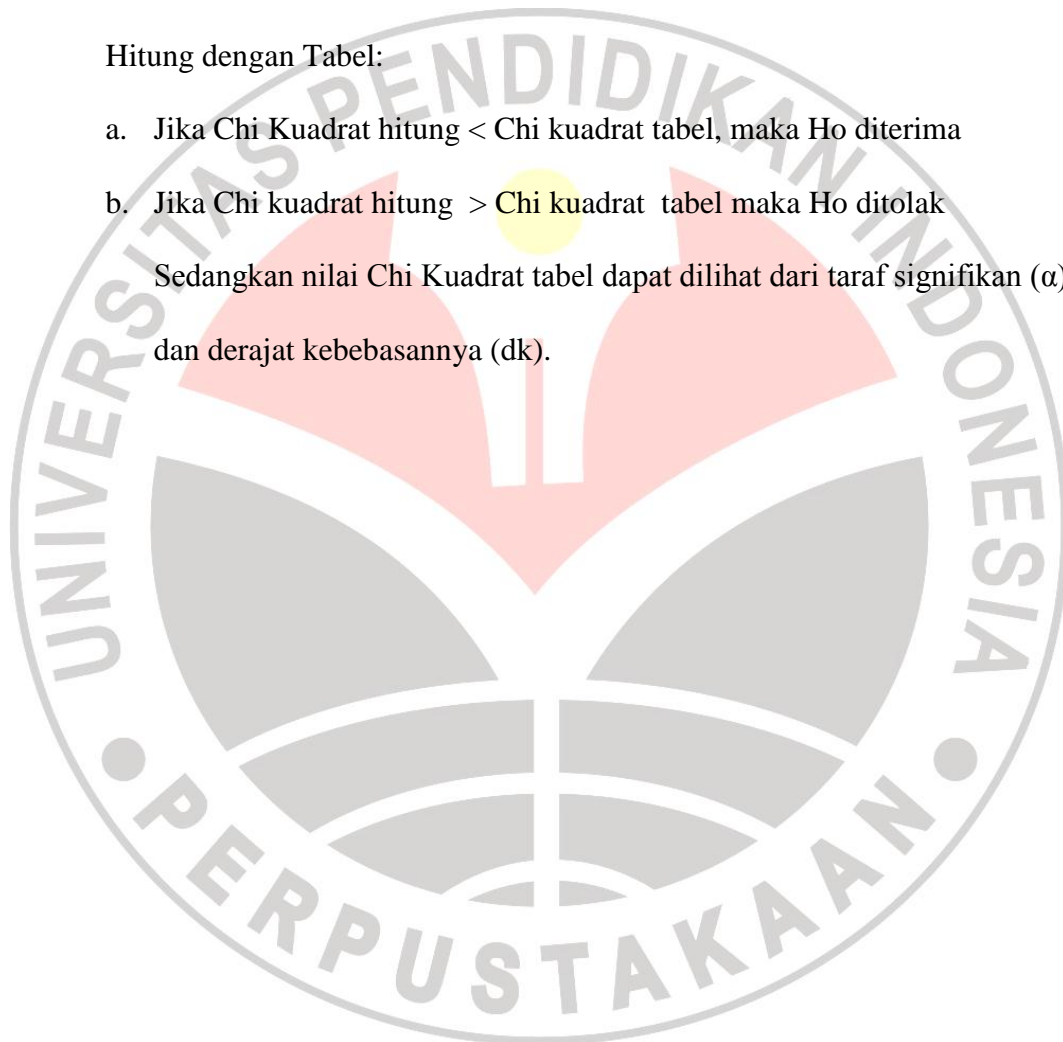 Hitung dengan Tabel:
a. Jika Chi Kuadrat hitung < Chi kuadrat tabel, maka Ho diterima
b. Jika Chi kuadrat hitung > Chi kuadrat tabel maka Ho ditolak
Sedangkan nilai Chi Kuadrat tabel dapat dilihat dari taraf signifikan (α)
dan derajat kebebasannya (dk).
UNIVERSITAS PENDIDIKAN INDONESIA
PERPUSTAKAAN